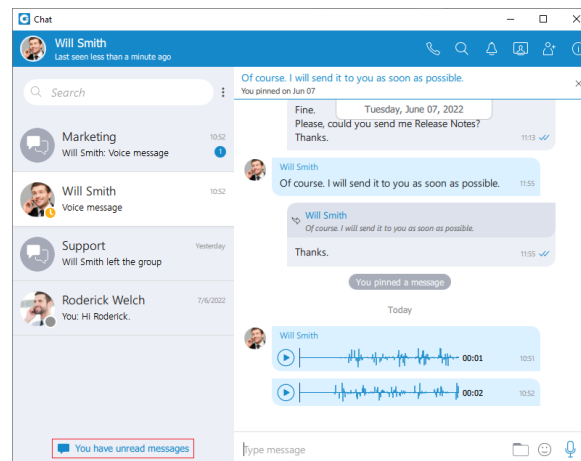 Chat
Will Smith
Last seen less than a minute ago
Search
Marketing
10:52
Will Smith: Voice message
1
Will Smith
10:52
Voice message
Support
Yesterday
Will Smith left the group
Roderick Welch
7/6/2022
You: Hi Roderick.
You have unread messages
Of course. I will send it to you as soon as possible.
You pinned on Jun 07
Tuesday, June 07, 2022
Fine.
Please, could you send me Release Notes?
Thanks.
11:13
Will Smith
Of course. I will send it to you as soon as possible.
11:55
Will Smith
Of course. I will send it to you as soon as possible.
Thanks.
11:55
You pinned a message
Today
Will Smith
00:01
10:51
00:02
10:52
Type message